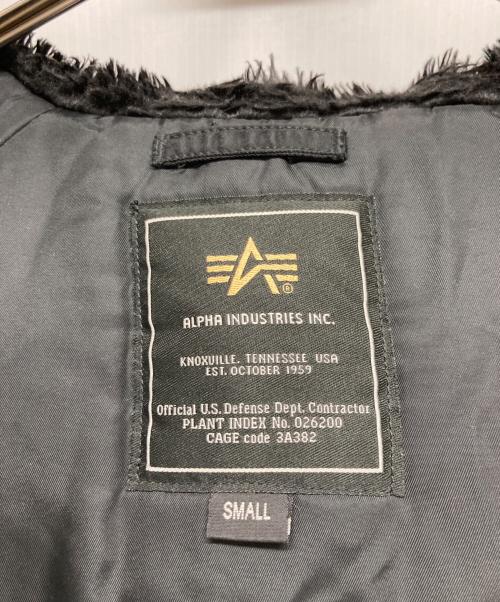 ®
ALPHA INDUSTRIES INC.
KNOXVILLE, TENNESSEE USA
EST. OCTOBER 1959
Official U.S. Defense Dept. Contractor
PLANT INDEX No. 026200
CAGE code 3A382
SMALL